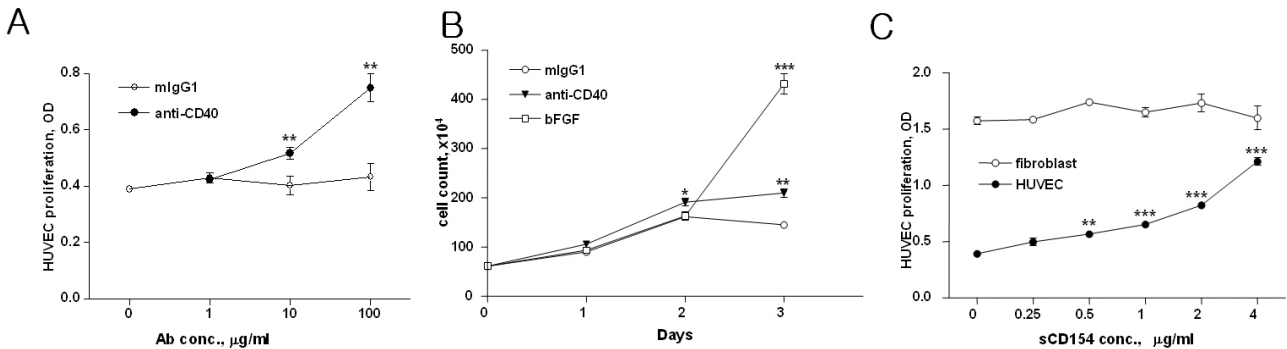 A
HUVEC proliferation, OD
0.8
0.6
0.4
0.2
0.0
mIgG1
anti-CD40
**
**
0
1
10
100
Ab conc., μg/ml
B
cell count, x10⁴
500
400
300
200
100
0
mIgG1
anti-CD40
bFGF
***
*
**
0
1
2
3
Days
C
HUVEC proliferation, OD
2.0
1.5
1.0
0.5
0.0
fibroblast
HUVEC
**
***
***
***
0
0.25
0.5
1
2
4
sCD154 conc., μg/ml